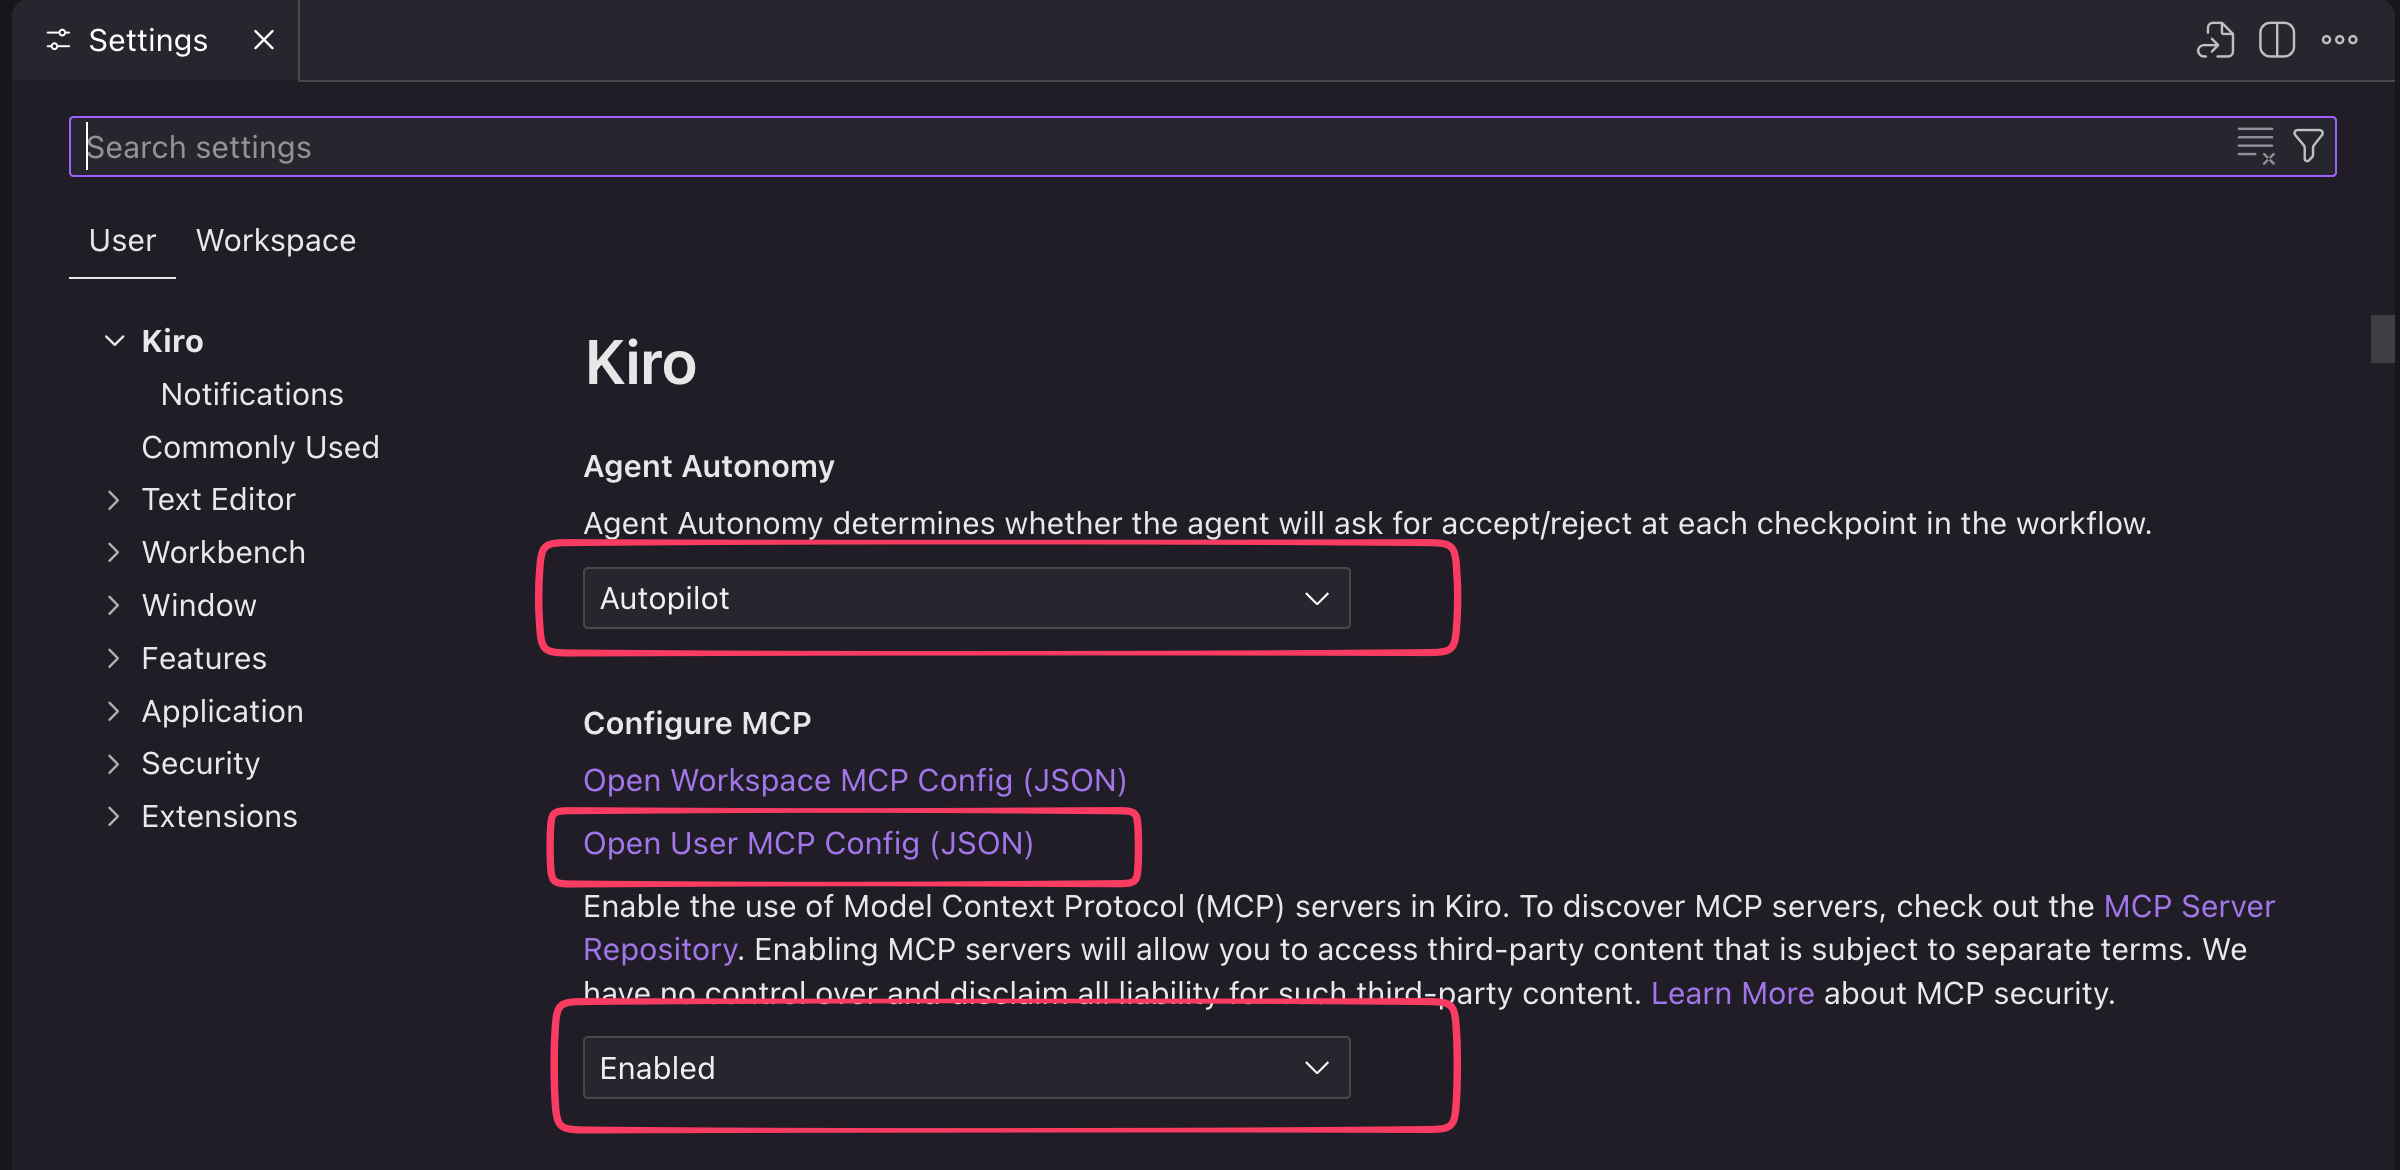 Settings
Search settings
User Workspace
Kiro
Notifications
Commonly Used
Text Editor
Workbench
Window
Features
Application
Security
Extensions
Kiro
Agent Autonomy
Agent Autonomy determines whether the agent will ask for accept/reject at each checkpoint in the workflow.
Autopilot
Configure MCP
Open Workspace MCP Config (JSON)
Open User MCP Config (JSON)
Enable the use of Model Context Protocol (MCP) servers in Kiro. To discover MCP servers, check out the MCP Server
Repository. Enabling MCP servers will allow you to access third-party content that is subject to separate terms. We
have no control over and disclaim all liability for such third-party content. Learn More about MCP security.
Enabled